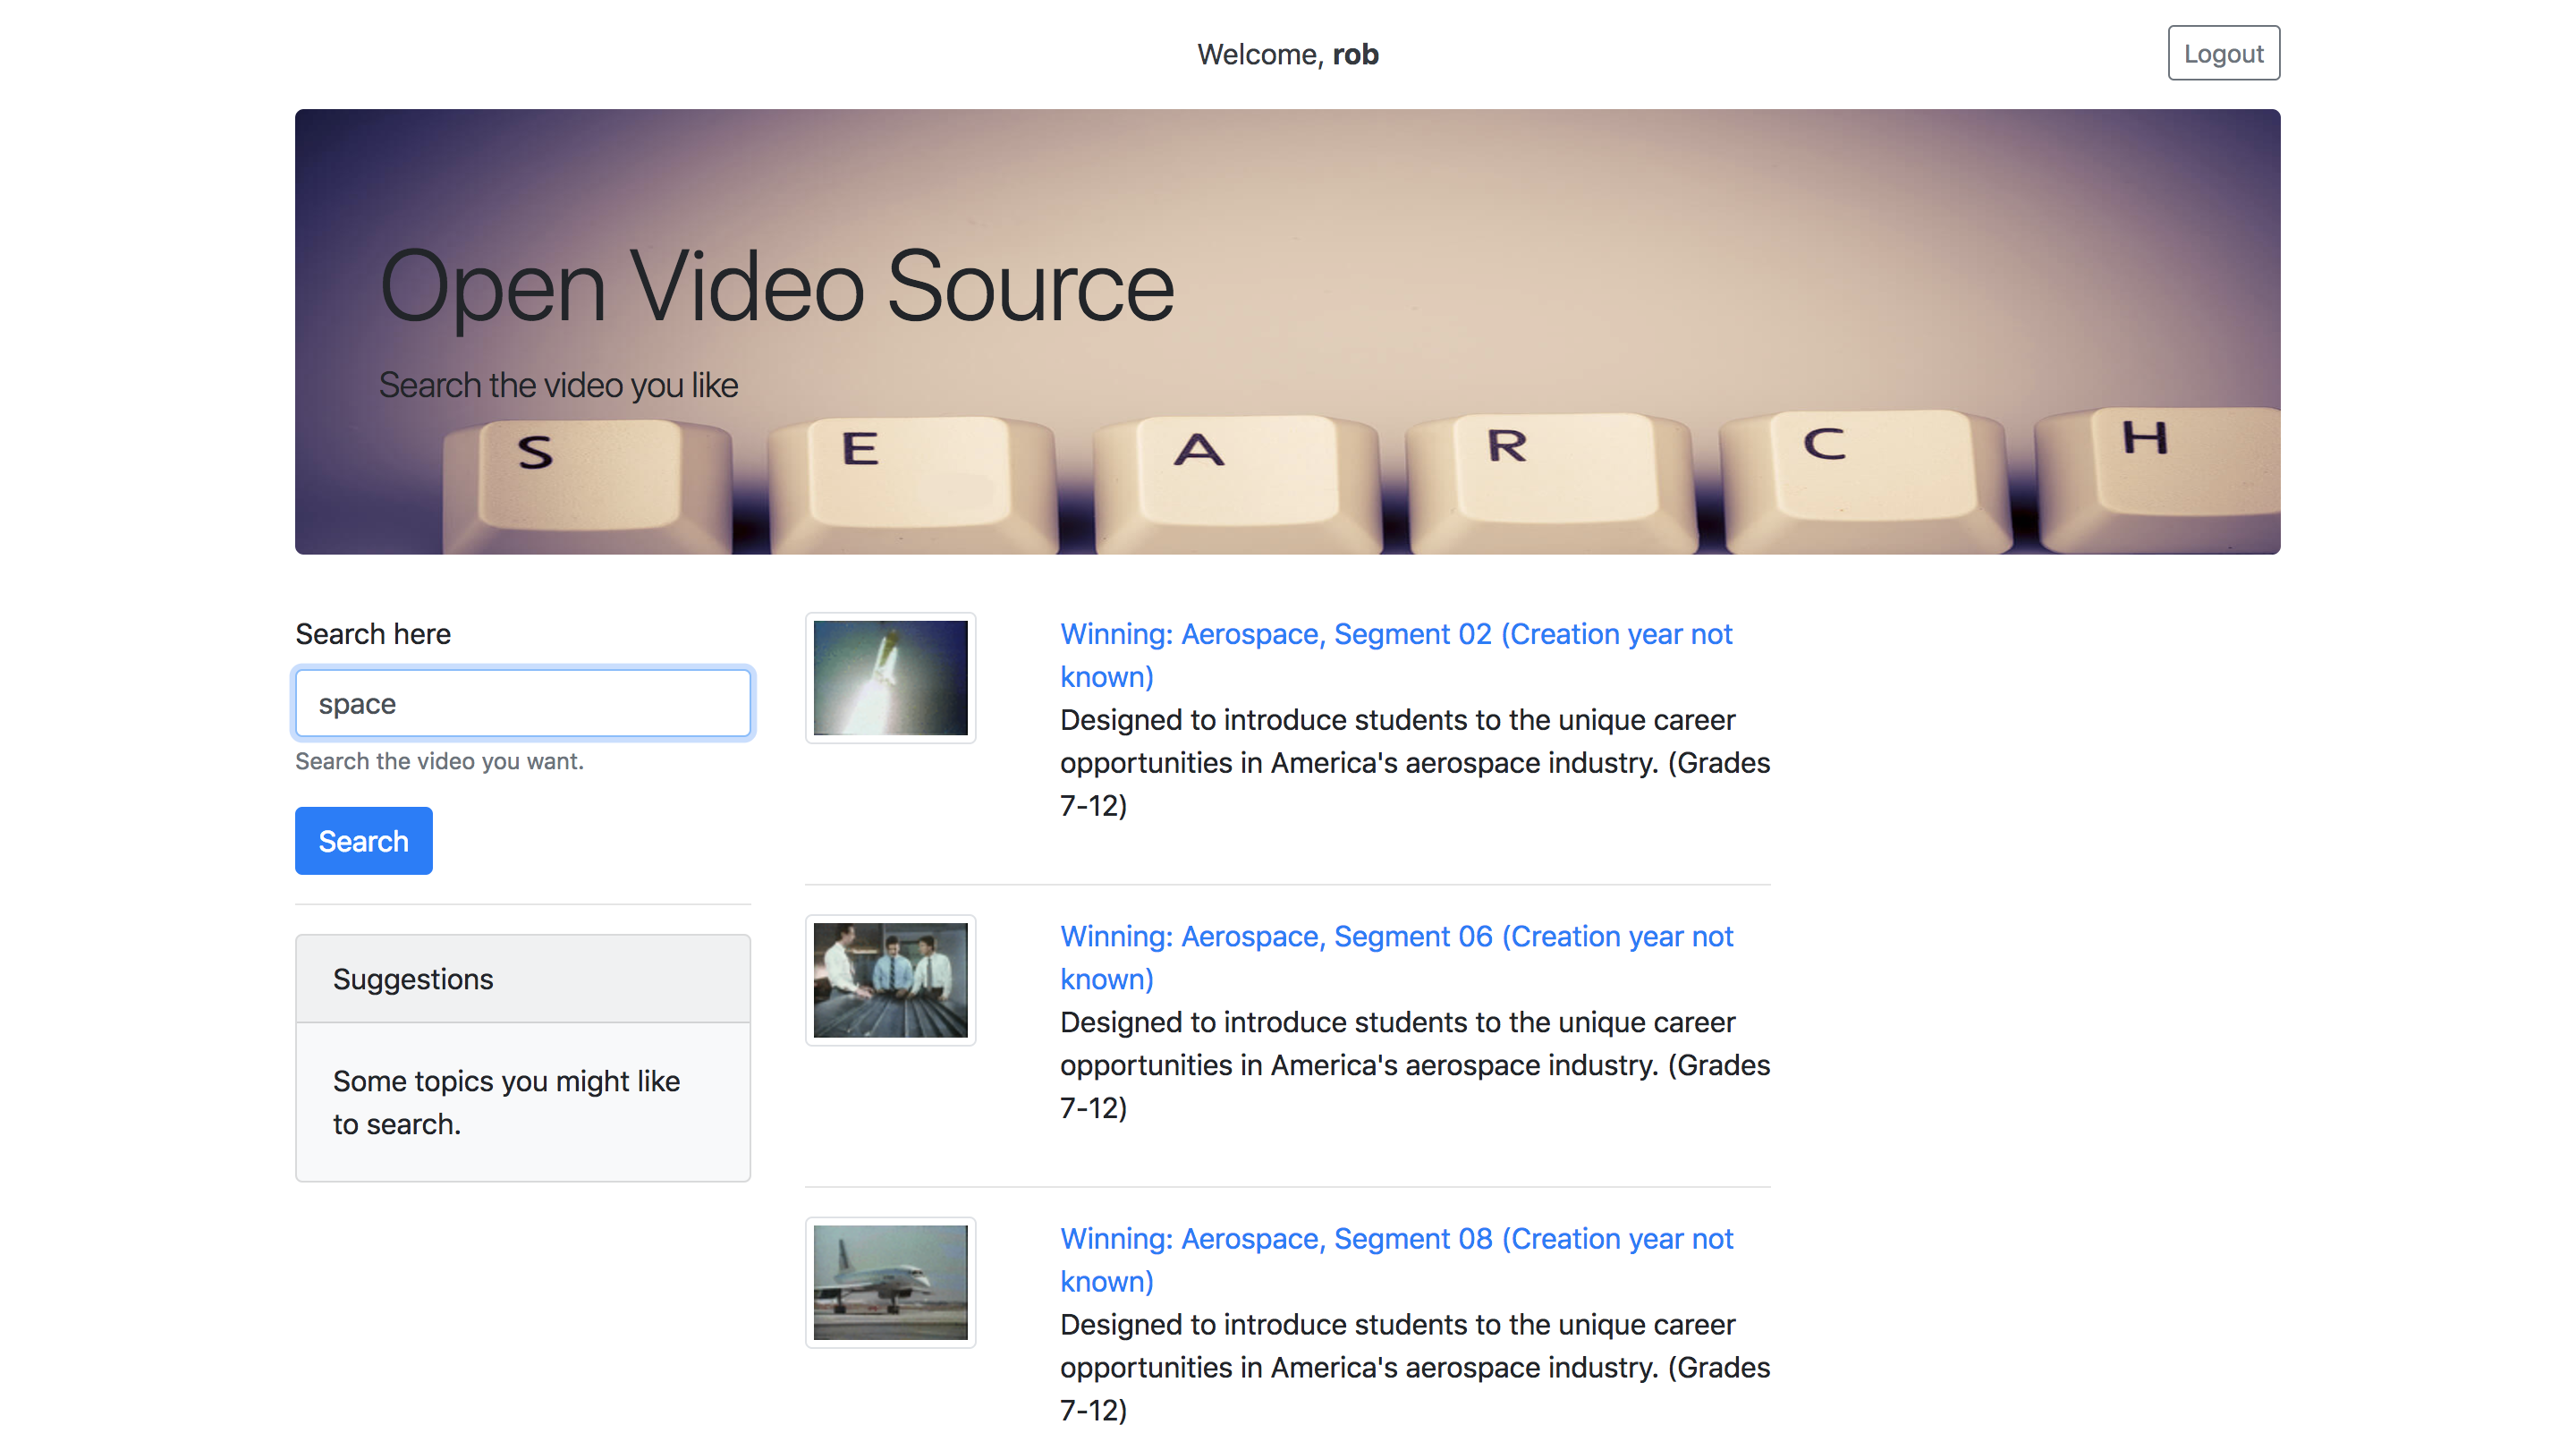 Welcome, rob
Logout
Open Video Source
Search the video you like
S E A R C H
Search here
space
Search the video you want.
Search
Suggestions
Some topics you might like
to search.
Winning: Aerospace, Segment 02 (Creation year not
known)
Designed to introduce students to the unique career
opportunities in America's aerospace industry. (Grades
7-12)
Winning: Aerospace, Segment 06 (Creation year not
known)
Designed to introduce students to the unique career
opportunities in America's aerospace industry. (Grades
7-12)
Winning: Aerospace, Segment 08 (Creation year not
known)
Designed to introduce students to the unique career
opportunities in America's aerospace industry. (Grades
7-12)